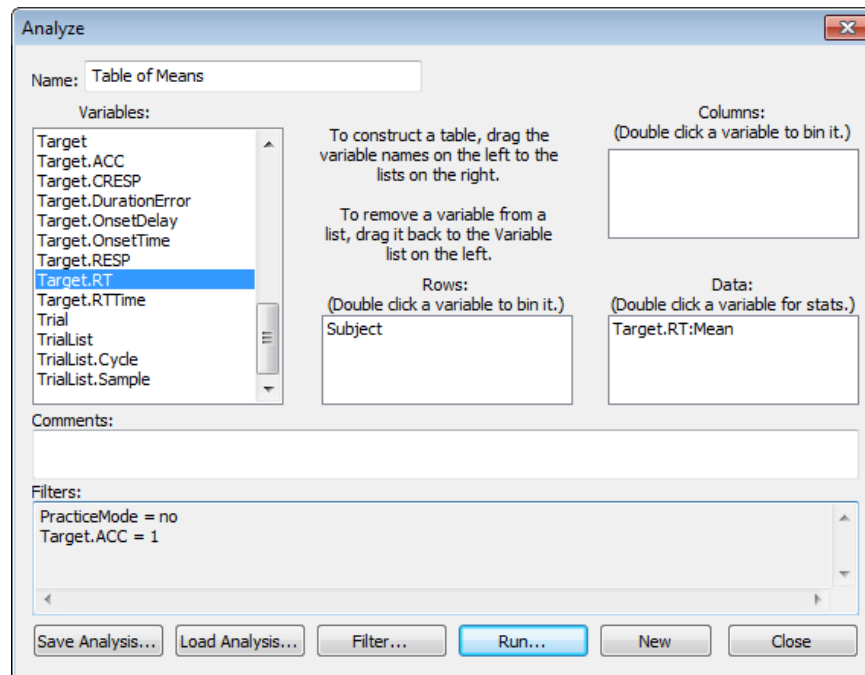 Analyze
Name: Table of Means
Variables:
Target
Target.ACC
Target.CRESP
Target.DurationError
Target.OnsetDelay
Target.OnsetTime
Target.RESP
Target.RT
Target.RTTime
Trial
TrialList
TrialList.Cycle
TrialList.Sample
To construct a table, drag the
variable names on the left to the
lists on the right.
To remove a variable from a
list, drag it back to the Variable
list on the left.
Columns:
(Double click a variable to bin it.)
Rows:
(Double click a variable to bin it.)
Subject
Data:
(Double click a variable for stats.)
Target.RT:Mean
Comments:
Filters:
PracticeMode = no
Target.ACC = 1
Save Analysis...
Load Analysis...
Filter...
Run...
New
Close